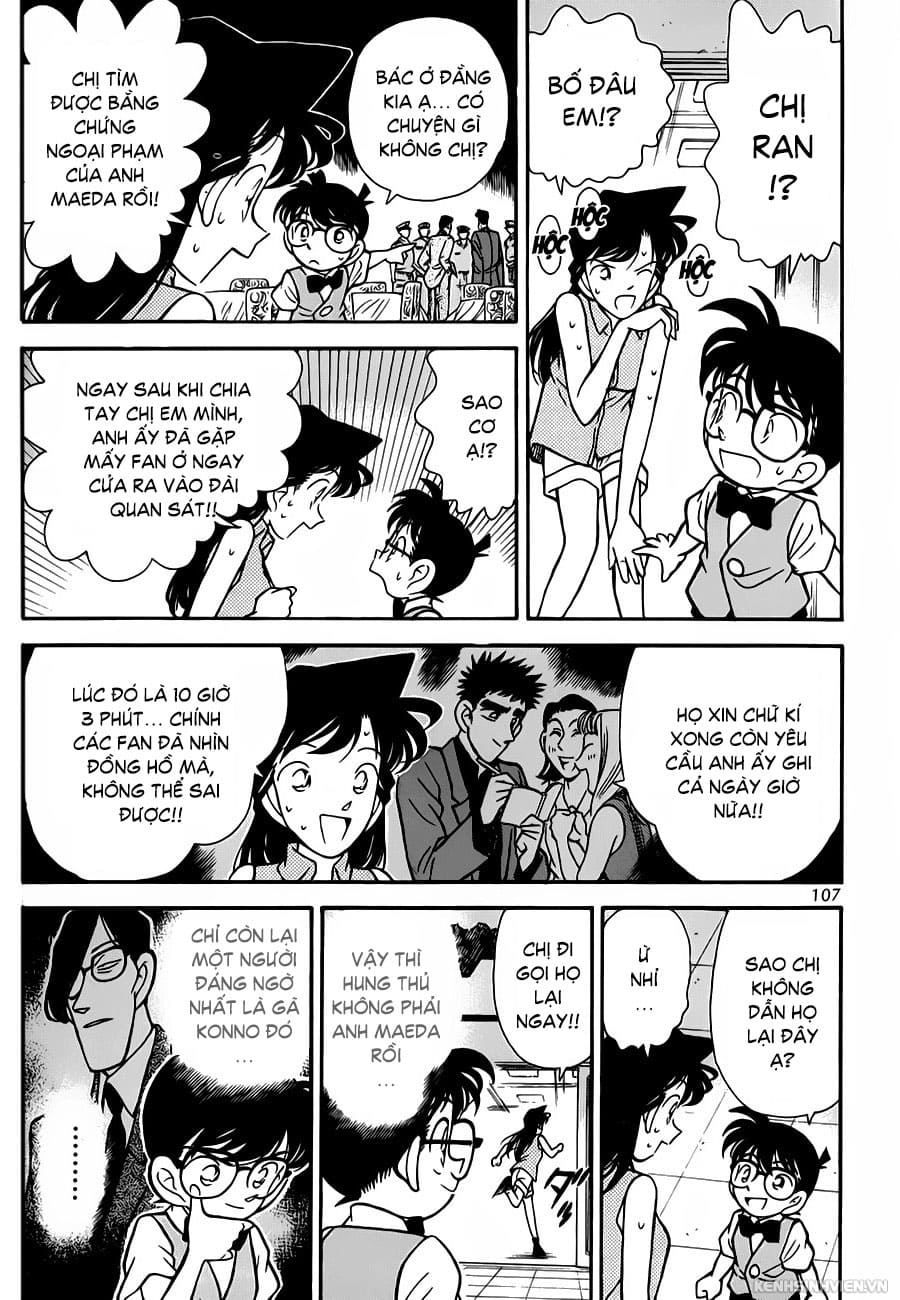 CHỊ
RAN
!?
BỐ ĐÂU
EM!?
HỘC
HỘC
HỘC
BÁC Ở ĐẰNG
KIA Ạ... CÓ
CHUYỆN GÌ
KHÔNG CHỊ?
CHỊ TÌM
ĐƯỢC BẰNG
CHỨNG
NGOẠI PHẠM
CỦA ANH
MAEDA RỒI!
SAO
CƠ
Ạ!?
NGAY SAU KHI CHIA
TAY CHỊ EM MÌNH,
ANH ẤY ĐÃ GẶP
MẤY FAN Ở NGAY
CỬA RA VÀO ĐÀI
QUAN SÁT!!
HỌ XIN CHỮ KÍ
XONG CÒN YÊU
CẦU ANH ẤY GHI
CẢ NGÀY GIỜ
NỮA!!
LÚC ĐÓ LÀ 10 GIỜ
3 PHÚT... CHÍNH
CÁC FAN ĐÃ NHÌN
ĐỒNG HỒ MÀ,
KHÔNG THỂ SAI
ĐƯỢC!!
107
SAO CHỊ
KHÔNG
DẪN HỌ
LẠI ĐÂY
Ạ?
Ừ
NHỈ
...
CHỊ ĐI
GỌI HỌ
LẠI
NGAY!!
VẬY THÌ
HUNG THỦ
KHÔNG PHẢI
ANH MAEDA
RỒI
...
CHỈ CÒN LẠI
MỘT NGƯỜI
ĐÁNG NGỜ
NHẤT LÀ GÃ
KONNO ĐÓ
...
.........
KENHSINHVIEN.VN